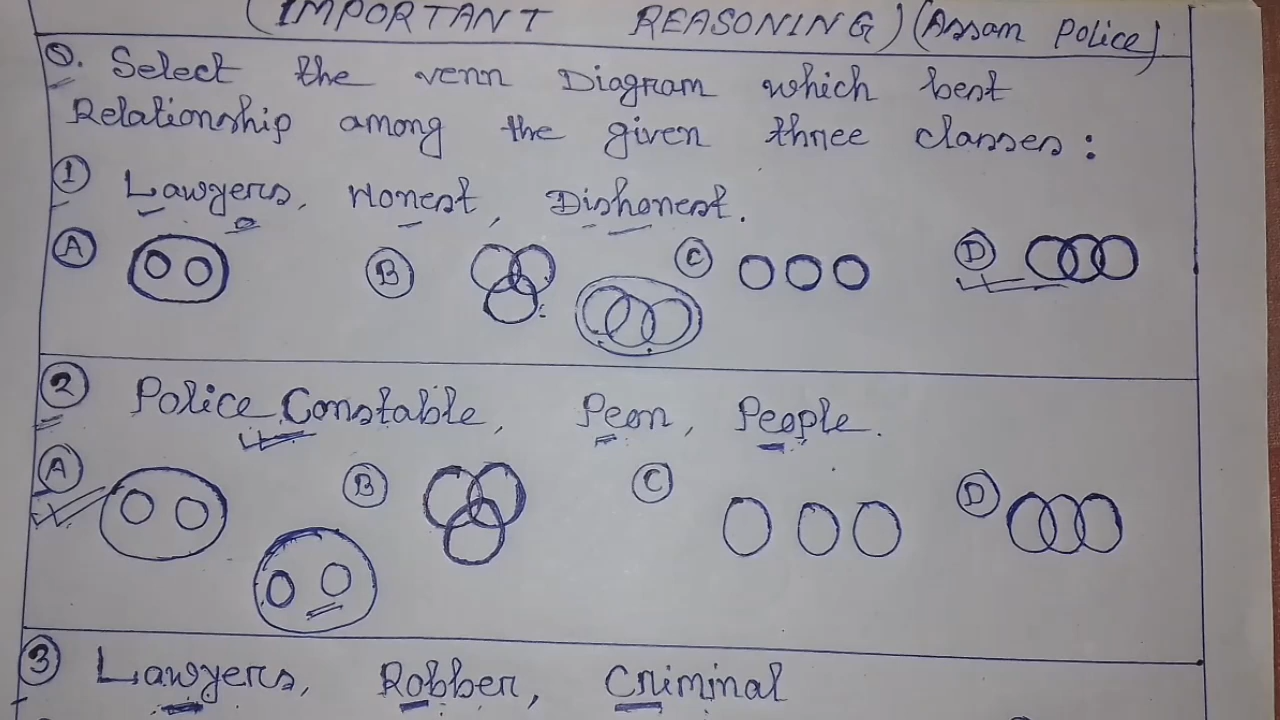 (IMPORTANT REASONING) (Assam Police)
Q. Select the venn Diagram which best
Relationship among the given three classes:
1 Lawyers, Honest, Dishonest.
A B C D
2 Police Constable, Peon, People.
A B C D
3 Lawyers, Robber, Criminal